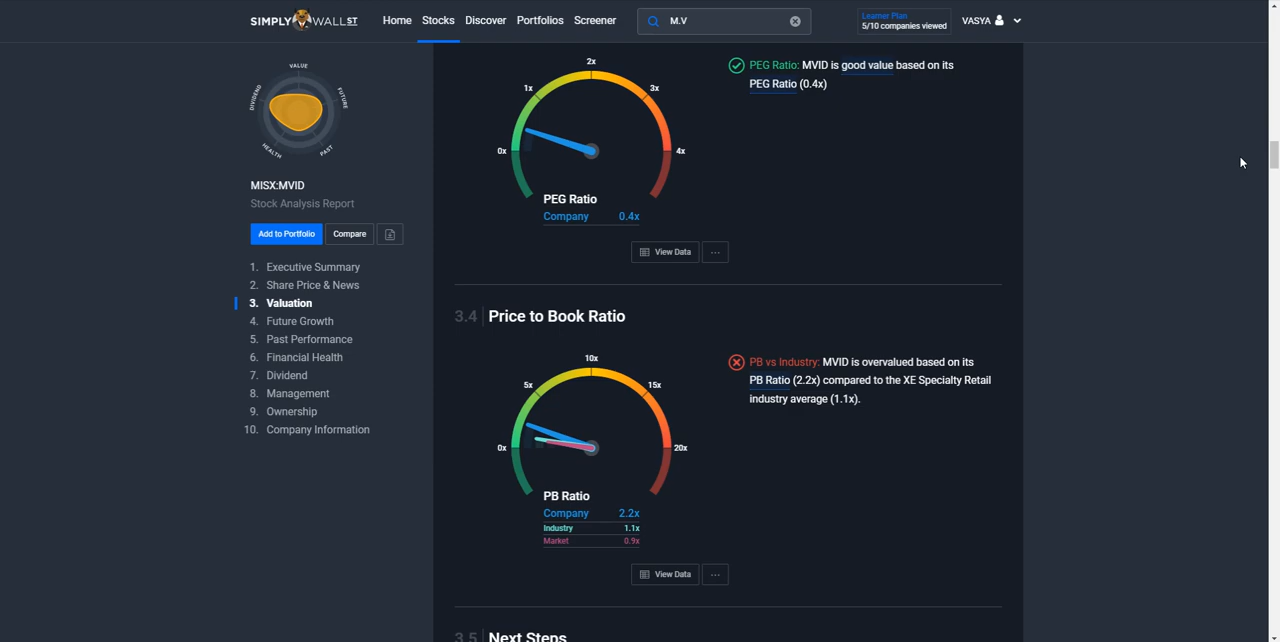 SIMPLY WALL ST
Home Stocks Discover Portfolios Screener
M.V
Learner Plan
5/10 companies viewed
VASYA
VALUE
FUTURE
PAST
HEALTH
DIVIDEND
MISX:MVID
Stock Analysis Report
Add to Portfolio
Compare
1. Executive Summary
2. Share Price & News
3. Valuation
4. Future Growth
5. Past Performance
6. Financial Health
7. Dividend
8. Management
9. Ownership
10. Company Information
0x
1x
2x
3x
4x
PEG Ratio
Company 0.4x
PEG Ratio: MVID is good value based on its
PEG Ratio (0.4x)
View Data ...
3.4 Price to Book Ratio
0x
5x
10x
15x
20x
PB Ratio
Company 2.2x
Industry 1.1x
Market 0.9x
PB vs Industry: MVID is overvalued based on its
PB Ratio (2.2x) compared to the XE Specialty Retail
industry average (1.1x).
View Data ...
3.5 Next Steps